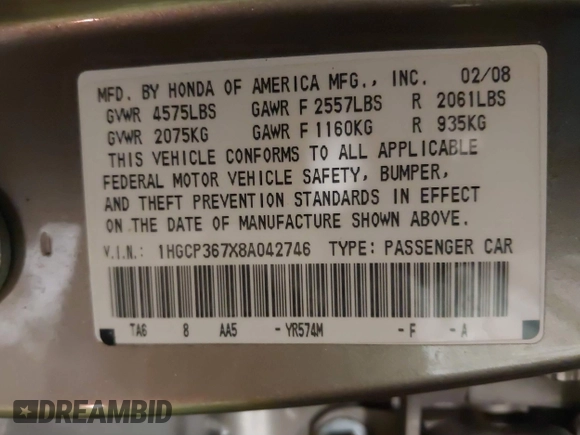 MFD. BY HONDA OF AMERICA MFG., INC. 02/08
GVWR 4575LBS GAWR F 2557LBS R 2061LBS
GVWR 2075KG GAWR F 1160KG R 935KG
THIS VEHICLE CONFORMS TO ALL APPLICABLE
FEDERAL MOTOR VEHICLE SAFETY, BUMPER,
AND THEFT PREVENTION STANDARDS IN EFFECT
ON THE DATE OF MANUFACTURE SHOWN ABOVE.
V.I.N.: 1HGCP367X8A042746 TYPE: PASSENGER CAR
TA6 8 AA5 - YR574M - F - A
DREAMBID